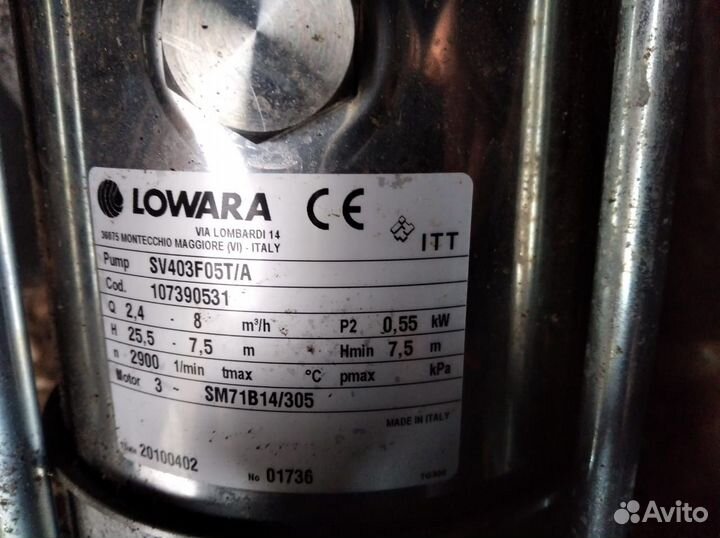 LOWARA CE
VIA LOMBARDI 14
36075 MONTECCHIO MAGGIORE (VI) - ITALY
ITT
Pump SV403F05T/A
Cod. 107390531
Q 2,4 - 8 m³/h P2 0,55 kW
H 25,5 - 7,5 m Hmin 7,5 m
n 2900 1/min tmax °C pmax kPa
Motor 3 ~ SM71B14/305
MADE IN ITALY
Date 20100402 No 01736
Avito